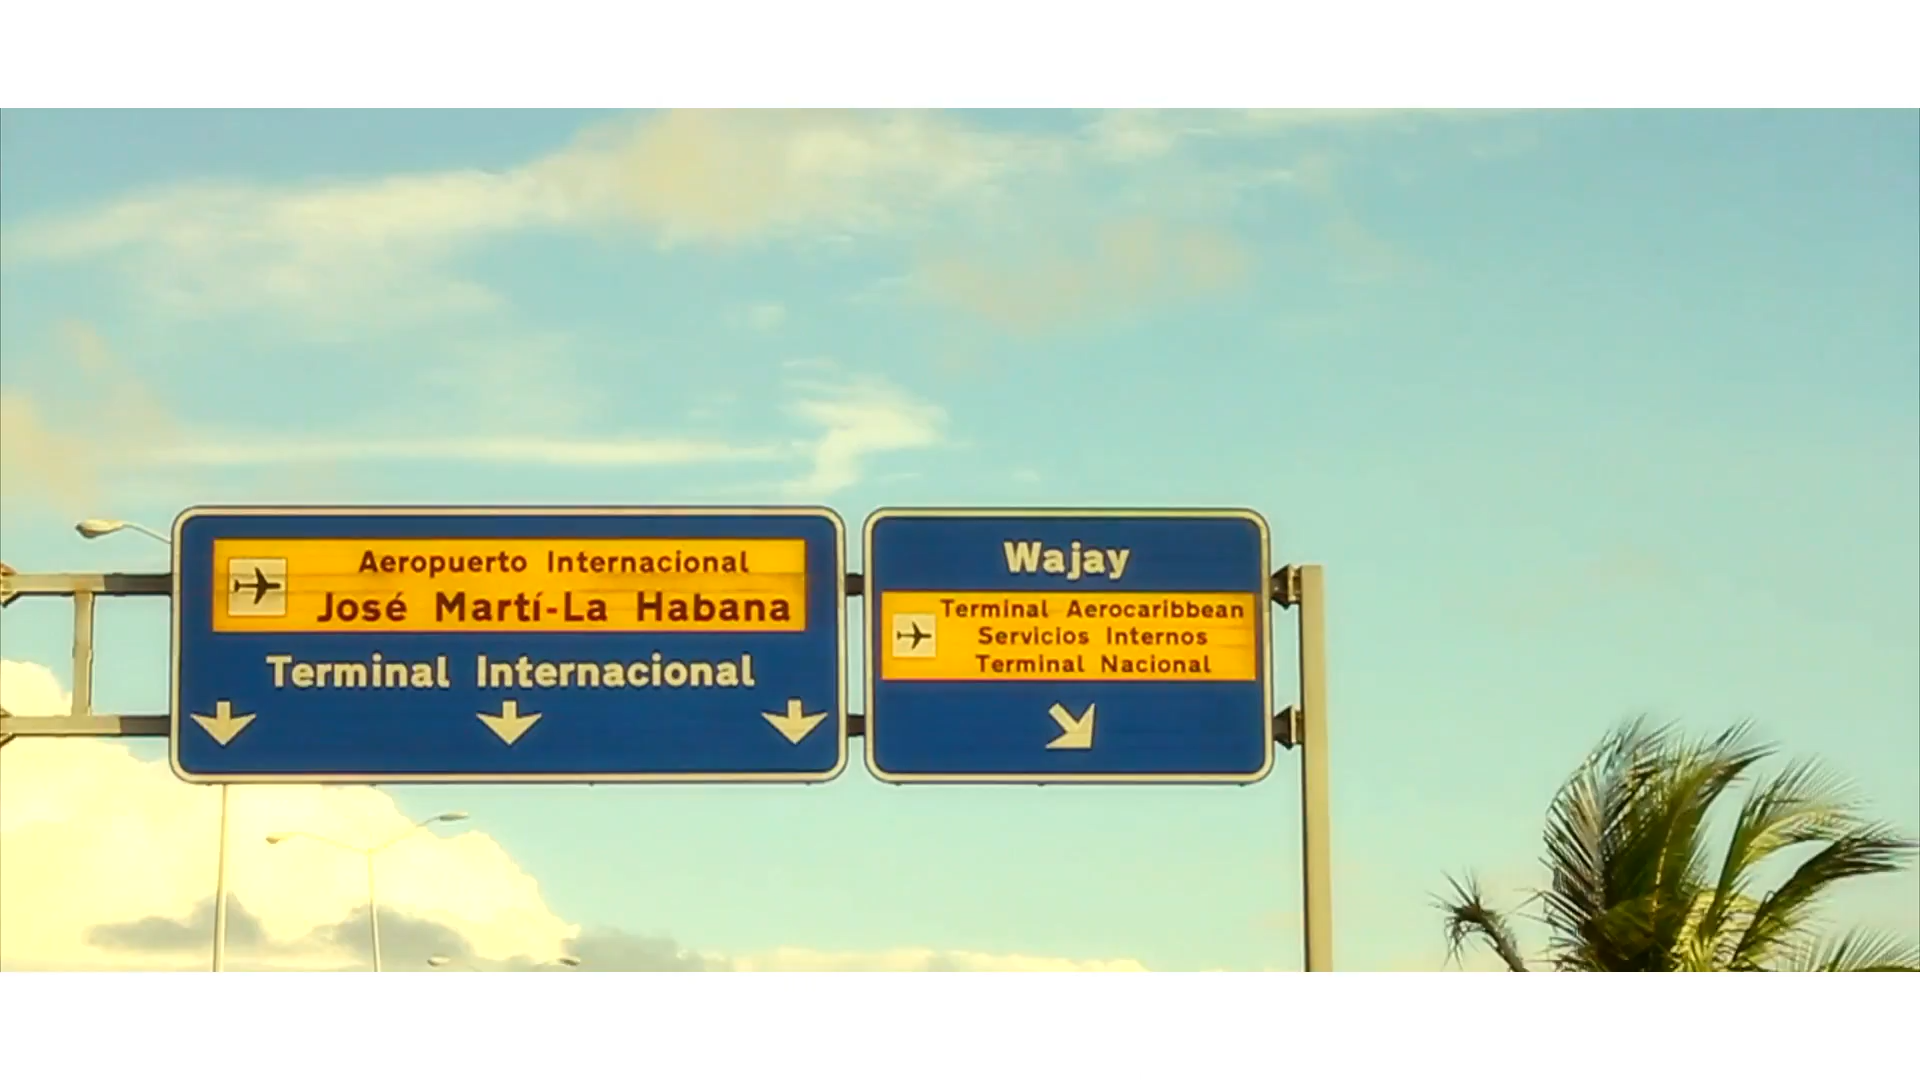 Aeropuerto Internacional
José Martí-La Habana
Terminal Internacional
Wajay
Terminal Aerocaribbean
Servicios Internos
Terminal Nacional